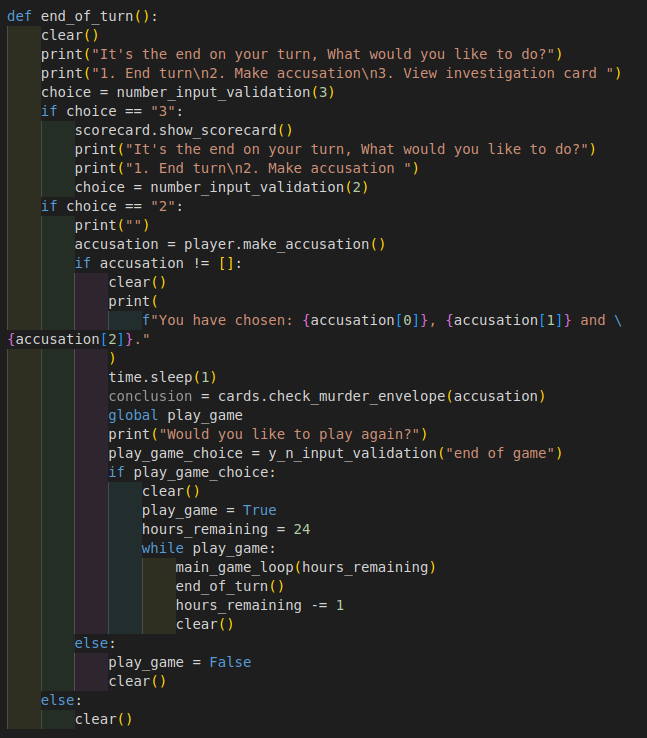 def end_of_turn():
    clear()
    print("It's the end on your turn, What would you like to do?")
    print("1. End turn\n2. Make accusation\n3. View investigation card ")
    choice = number_input_validation(3)
    if choice == "3":
        scorecard.show_scorecard()
        print("It's the end on your turn, What would you like to do?")
        print("1. End turn\n2. Make accusation ")
        choice = number_input_validation(2)
    if choice == "2":
        print("")
        accusation = player.make_accusation()
        if accusation != []:
            clear()
            print(
                f"You have chosen: {accusation[0]}, {accusation[1]} and \
{accusation[2]}."
            )
            time.sleep(1)
            conclusion = cards.check_murder_envelope(accusation)
            global play_game
            print("Would you like to play again?")
            play_game_choice = y_n_input_validation("end of game")
            if play_game_choice:
                clear()
                play_game = True
                hours_remaining = 24
                while play_game:
                    main_game_loop(hours_remaining)
                    end_of_turn()
                    hours_remaining -= 1
                    clear()
        else:
            play_game = False
            clear()
    else:
        clear()